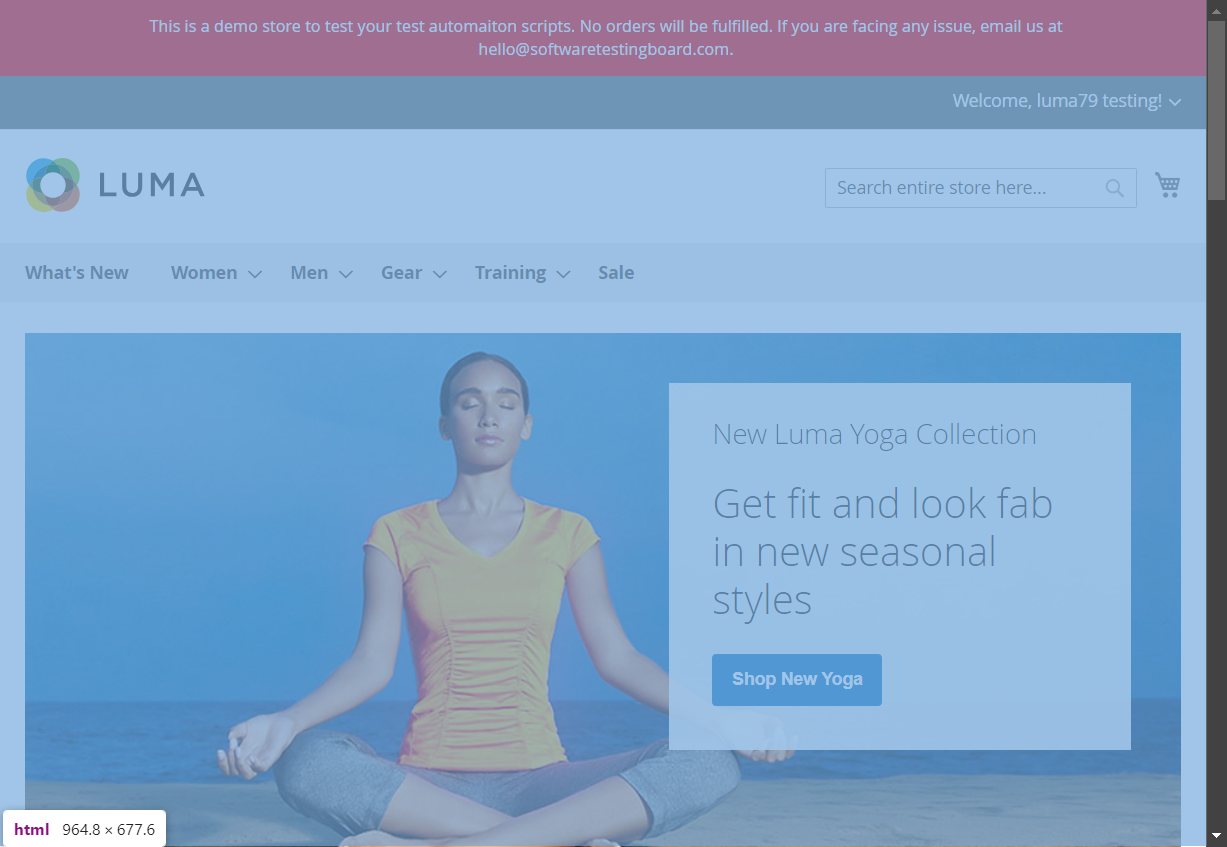 This is a demo store to test your test automaiton scripts. No orders will be fulfilled. If you are facing any issue, email us at
hello@softwaretestingboard.com.
Welcome, luma79 testing!
LUMA
Search entire store here...
What's New Women Men Gear Training Sale
New Luma Yoga Collection
Get fit and look fab
in new seasonal
styles
Shop New Yoga
html 964.8 × 677.6